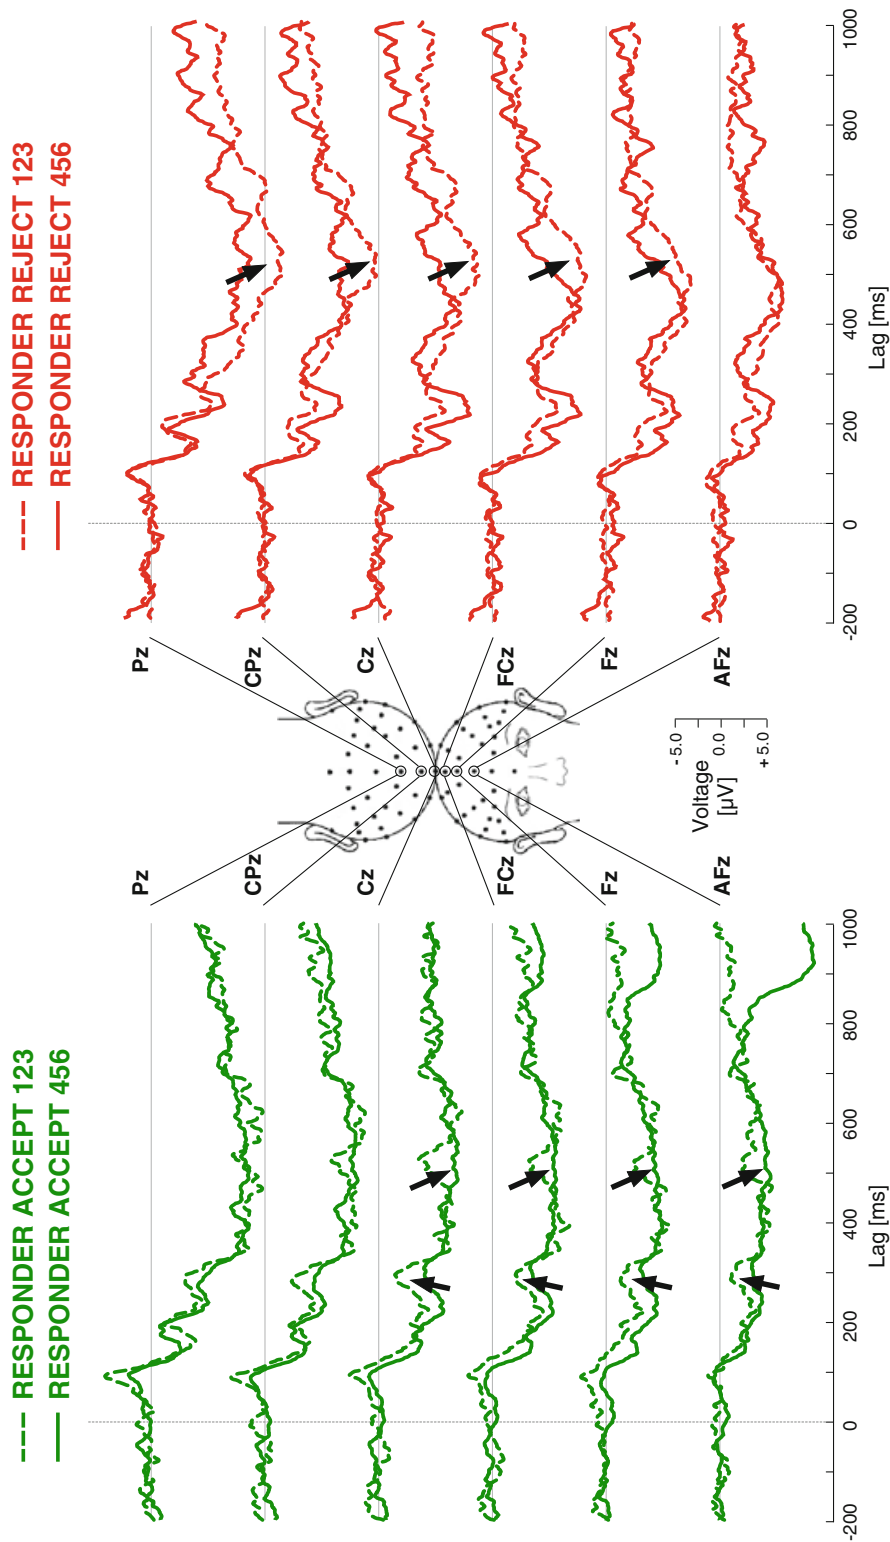 RESPONDER ACCEPT 123
RESPONDER ACCEPT 456
RESPONDER REJECT 123
RESPONDER REJECT 456
Pz
Pz
CPz
CPz
Cz
Cz
FCz
FCz
Fz
Fz
AFz
AFz
Voltage
[µV]
- 5.0
0.0
+ 5.0
-200 0 200 400 600 800 1000
Lag [ms]
-200 0 200 400 600 800 1000
Lag [ms]